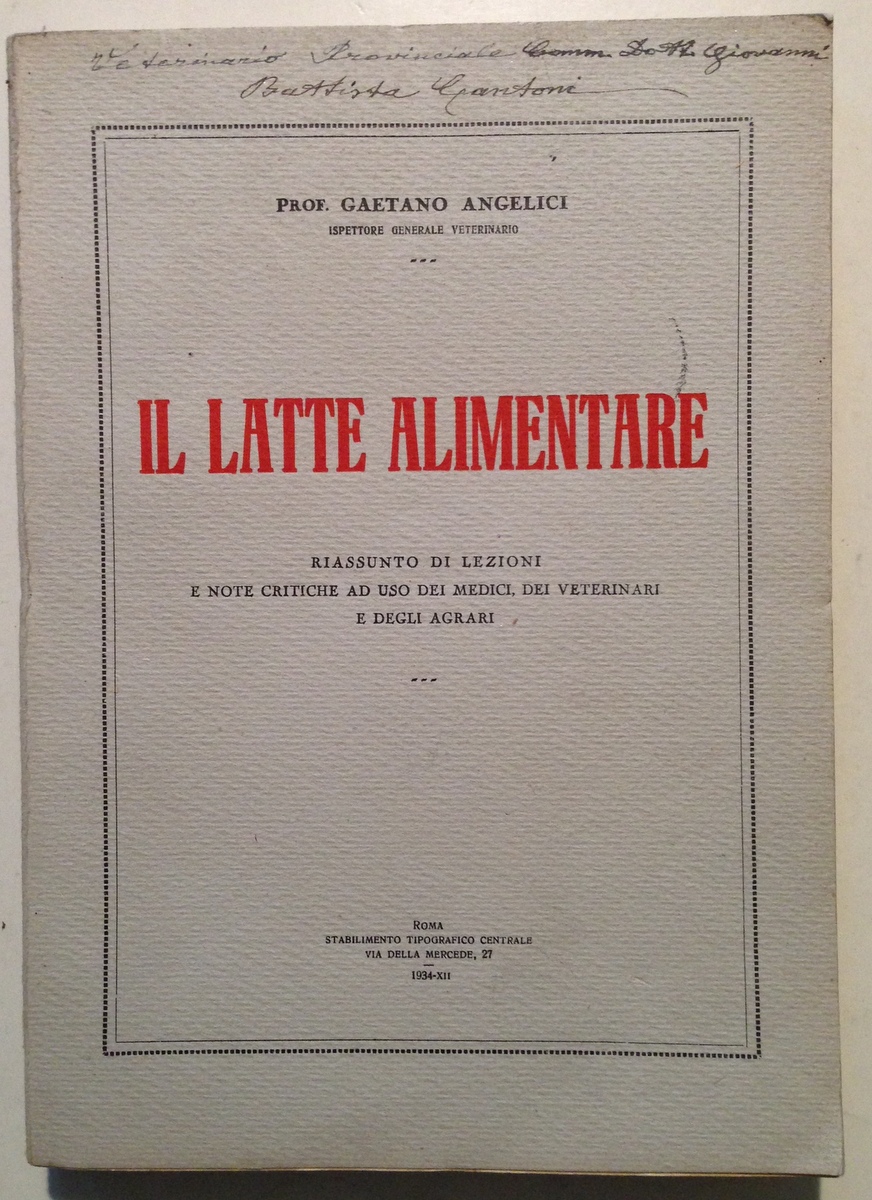 Veterinario Provinciale Comm. Dott. Giovanni
Battista Cantoni
PROF. GAETANO ANGELICI
ISPETTORE GENERALE VETERINARIO
---
IL LATTE ALIMENTARE
RIASSUNTO DI LEZIONI
E NOTE CRITICHE AD USO DEI MEDICI, DEI VETERINARI
E DEGLI AGRARI
---
ROMA
STABILIMENTO TIPOGRAFICO CENTRALE
VIA DELLA MERCEDE, 27
1934-XII